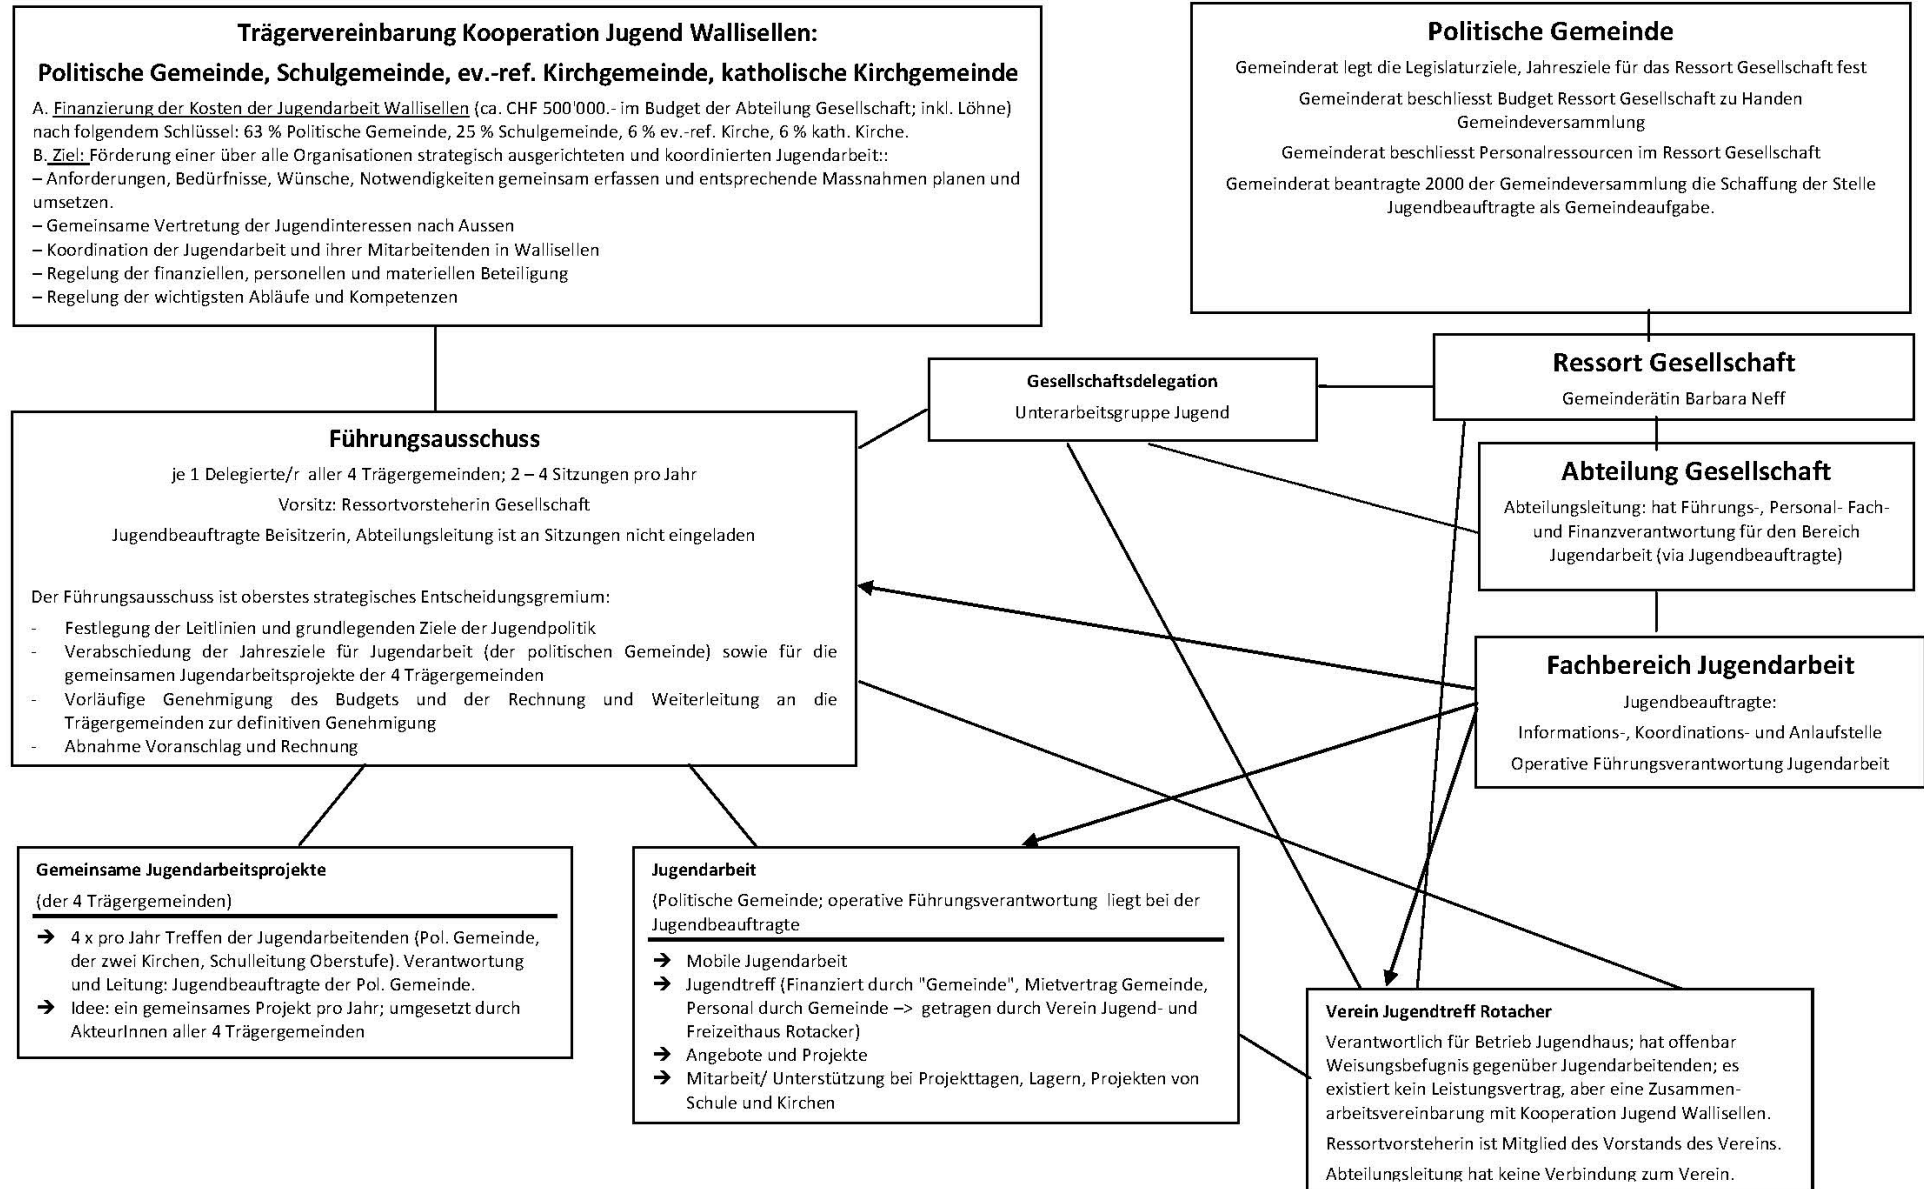 Trägervereinbarung Kooperation Jugend Wallisellen:
Politische Gemeinde, Schulgemeinde, ev.-ref. Kirchgemeinde, katholische Kirchgemeinde
A. Finanzierung der Kosten der Jugendarbeit Wallisellen (ca. CHF 500'000.- im Budget der Abteilung Gesellschaft; inkl. Löhne)
nach folgendem Schlüssel: 63 % Politische Gemeinde, 25 % Schulgemeinde, 6 % ev.-ref. Kirche, 6 % kath. Kirche.
B. Ziel: Förderung einer über alle Organisationen strategisch ausgerichteten und koordinierten Jugendarbeit::
– Anforderungen, Bedürfnisse, Wünsche, Notwendigkeiten gemeinsam erfassen und entsprechende Massnahmen planen und
umsetzen.
– Gemeinsame Vertretung der Jugendinteressen nach Aussen
– Koordination der Jugendarbeit und ihrer Mitarbeitenden in Wallisellen
– Regelung der finanziellen, personellen und materiellen Beteiligung
– Regelung der wichtigsten Abläufe und Kompetenzen
Politische Gemeinde
Gemeinderat legt die Legislaturziele, Jahresziele für das Ressort Gesellschaft fest
Gemeinderat beschliesst Budget Ressort Gesellschaft zu Handen
Gemeindeversammlung
Gemeinderat beschliesst Personalressourcen im Ressort Gesellschaft
Gemeinderat beantragte 2000 der Gemeindeversammlung die Schaffung der Stelle
Jugendbeauftragte als Gemeindeaufgabe.
Gesellschaftsdelegation
Unterarbeitsgruppe Jugend
Ressort Gesellschaft
Gemeinderätin Barbara Neff
Führungsausschuss
je 1 Delegierte/r aller 4 Trägergemeinden; 2 – 4 Sitzungen pro Jahr
Vorsitz: Ressortvorsteherin Gesellschaft
Jugendbeauftragte Beisitzerin, Abteilungsleitung ist an Sitzungen nicht eingeladen
Der Führungsausschuss ist oberstes strategisches Entscheidungsgremium:
- Festlegung der Leitlinien und grundlegenden Ziele der Jugendpolitik
- Verabschiedung der Jahresziele für Jugendarbeit (der politischen Gemeinde) sowie für die
gemeinsamen Jugendarbeitsprojekte der 4 Trägergemeinden
- Vorläufige Genehmigung des Budgets und der Rechnung und Weiterleitung an die
Trägergemeinden zur definitiven Genehmigung
- Abnahme Voranschlag und Rechnung
Abteilung Gesellschaft
Abteilungsleitung: hat Führungs-, Personal- Fach-
und Finanzverantwortung für den Bereich
Jugendarbeit (via Jugendbeauftragte)
Fachbereich Jugendarbeit
Jugendbeauftragte:
Informations-, Koordinations- und Anlaufstelle
Operative Führungsverantwortung Jugendarbeit
Gemeinsame Jugendarbeitsprojekte
(der 4 Trägergemeinden)
➔ 4 x pro Jahr Treffen der Jugendarbeitenden (Pol. Gemeinde,
der zwei Kirchen, Schulleitung Oberstufe). Verantwortung
und Leitung: Jugendbeauftragte der Pol. Gemeinde.
➔ Idee: ein gemeinsames Projekt pro Jahr; umgesetzt durch
AkteurInnen aller 4 Trägergemeinden
Jugendarbeit
(Politische Gemeinde; operative Führungsverantwortung liegt bei der
Jugendbeauftragte
➔ Mobile Jugendarbeit
➔ Jugendtreff (Finanziert durch "Gemeinde", Mietvertrag Gemeinde,
Personal durch Gemeinde –> getragen durch Verein Jugend- und
Freizeithaus Rotacker)
➔ Angebote und Projekte
➔ Mitarbeit/ Unterstützung bei Projekttagen, Lagern, Projekten von
Schule und Kirchen
Verein Jugendtreff Rotacher
Verantwortlich für Betrieb Jugendhaus; hat offenbar
Weisungsbefugnis gegenüber Jugendarbeitenden; es
existiert kein Leistungsvertrag, aber eine Zusammen-
arbeitsvereinbarung mit Kooperation Jugend Wallisellen.
Ressortvorsteherin ist Mitglied des Vorstands des Vereins.
Abteilungsleitung hat keine Verbindung zum Verein.